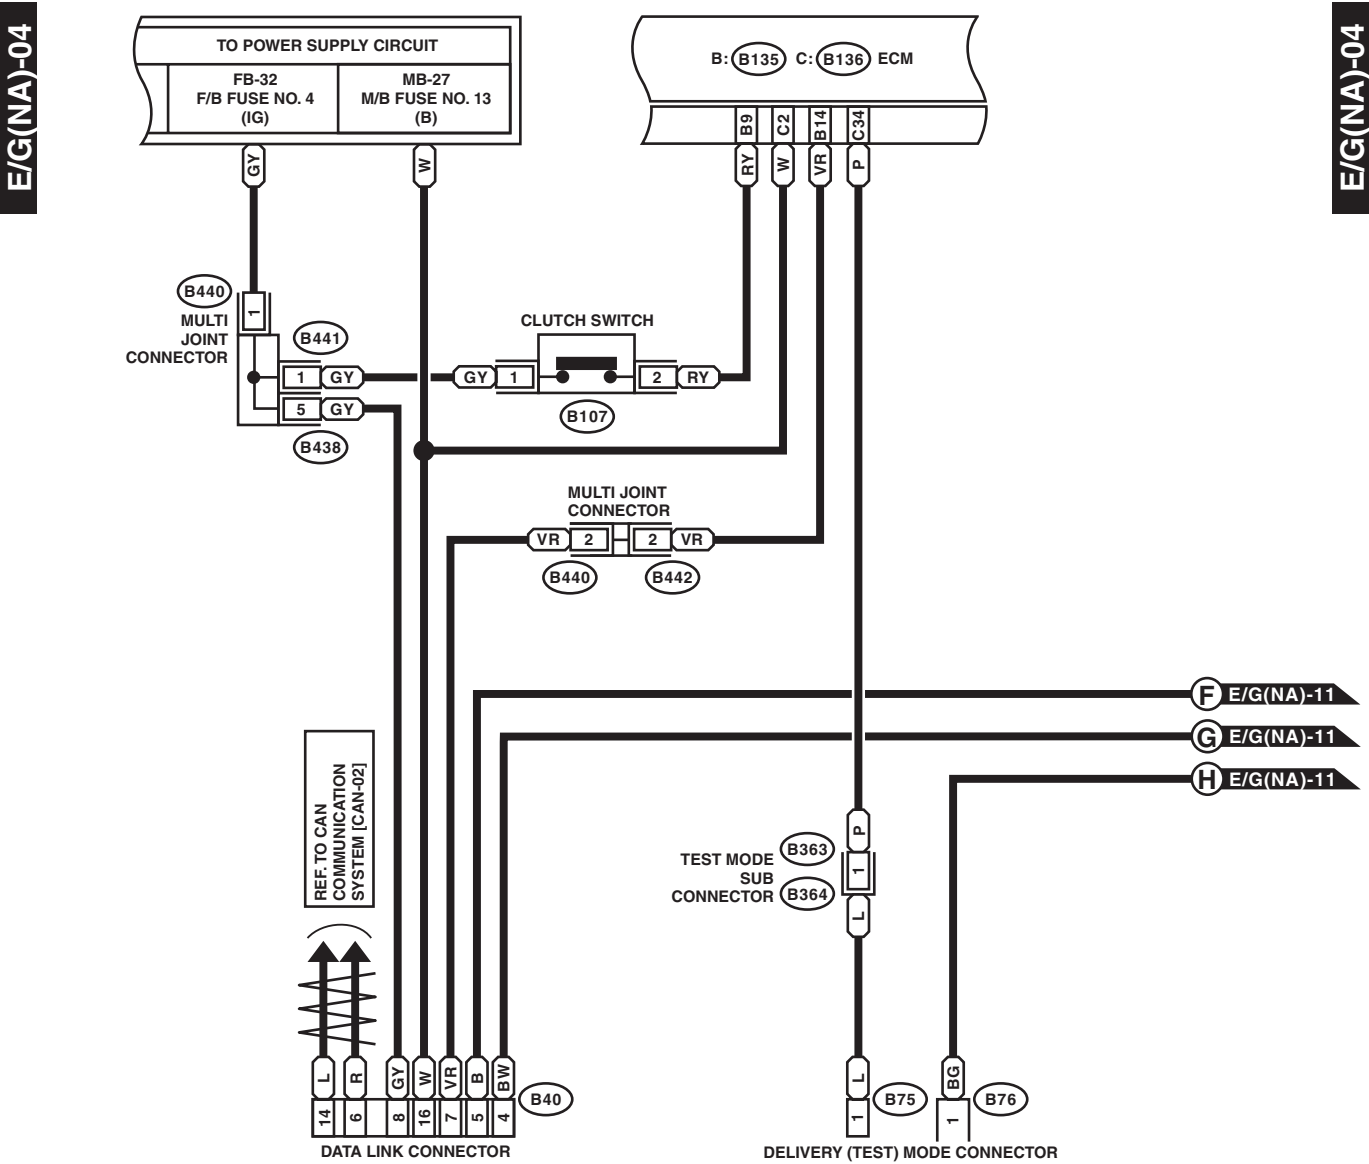 E/G(NA)-04
E/G(NA)-04
TO POWER SUPPLY CIRCUIT
FB-32
F/B FUSE NO. 4
(IG)
MB-27
M/B FUSE NO. 13
(B)
B: B135 C: B136 ECM
B9 C2 B14 C34
GY W RY W VR P
B440
MULTI
JOINT
CONNECTOR
1
B441
1 GY
5 GY
B438
CLUTCH SWITCH
GY 1 2 RY
B107
MULTI JOINT
CONNECTOR
VR 2 2 VR
B440 B442
F E/G(NA)-11
G E/G(NA)-11
H E/G(NA)-11
REF. TO CAN
COMMUNICATION
SYSTEM [CAN-02]
P
B363
TEST MODE
SUB
CONNECTOR
1
B364
L
L R GY W VR B BW
14 6 8 16 7 5 4
B40
DATA LINK CONNECTOR
L
1
B75
BG
1
B76
DELIVERY (TEST) MODE CONNECTOR